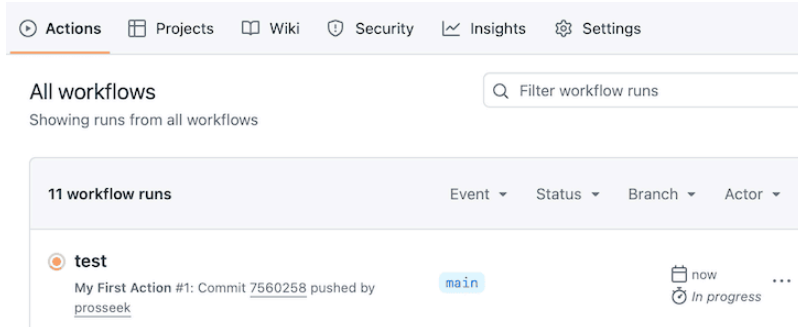 Actions Projects Wiki Security Insights Settings
All workflows Filter workflow runs
Showing runs from all workflows
11 workflow runs Event Status Branch Actor
test
My First Action #1: Commit 7560258 pushed by main now
prosseek In progress